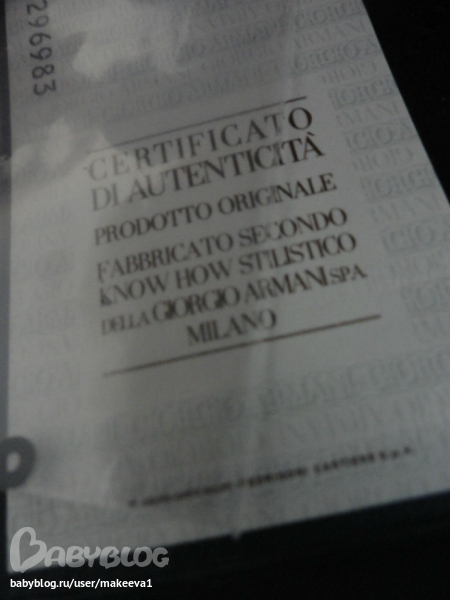 296983
CERTIFICATO
DI AUTENTICITÀ
PRODOTTO ORIGINALE
FABBRICATO SECONDO
KNOW HOW STILISTICO
DELLA GIORGIO ARMANI SPA
MILANO
CARTIERE S.P.A.
BABYBLOG
babyblog.ru/user/makeeva1